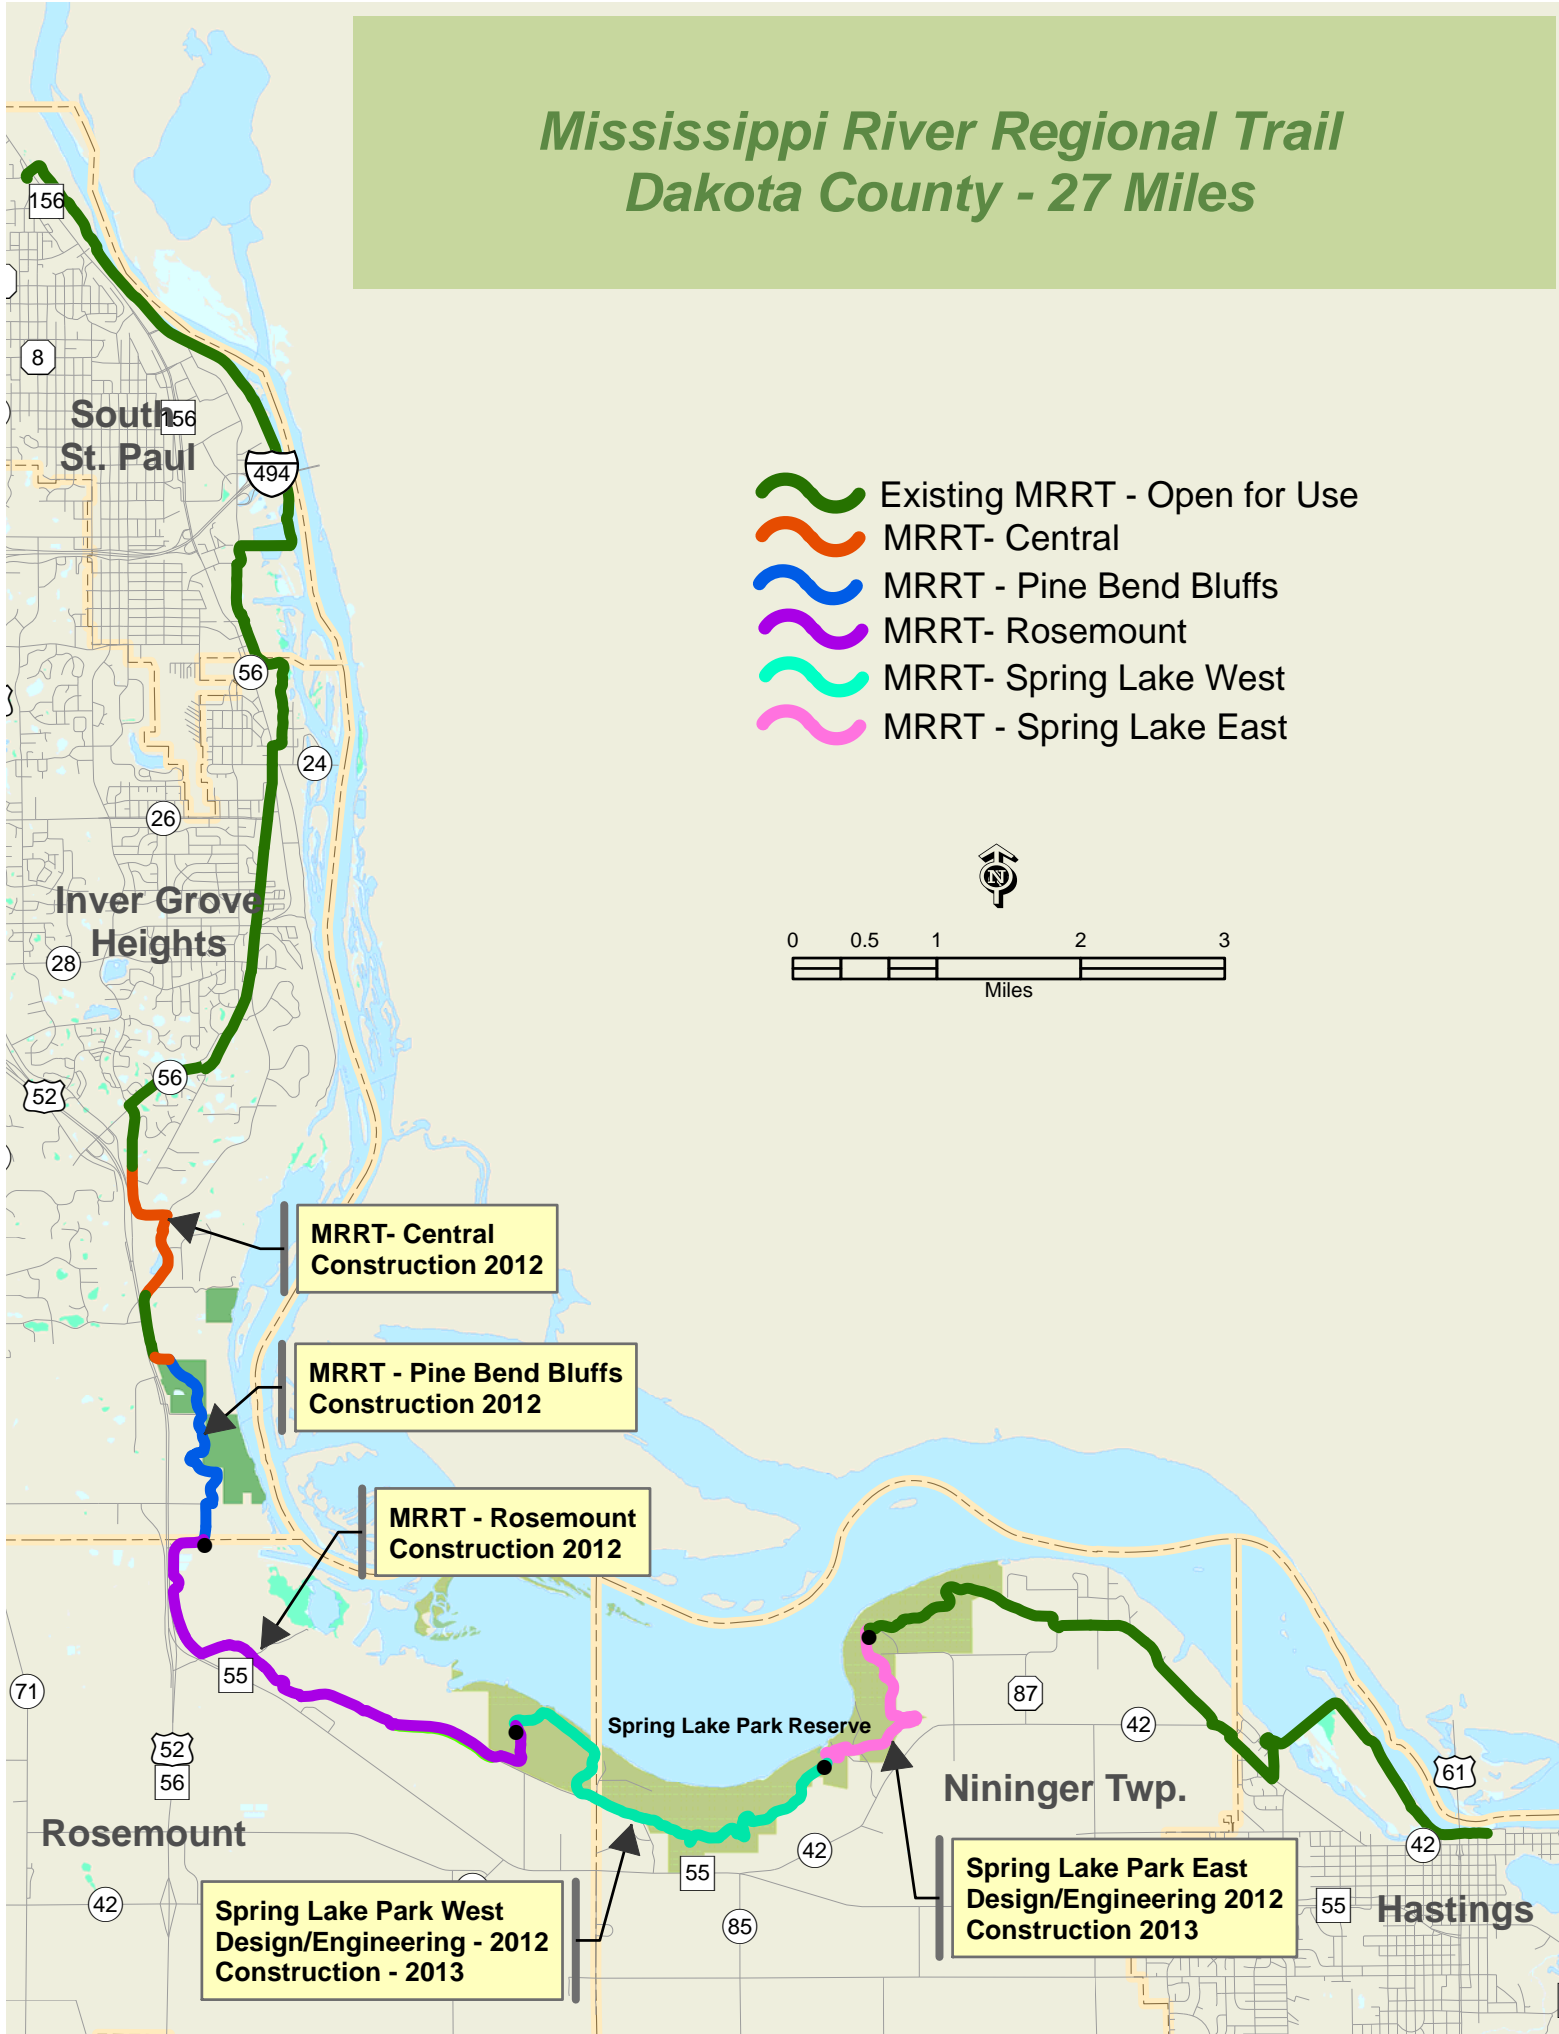 Mississippi River Regional Trail
Dakota County - 27 Miles
156
8
South
St. Paul
156
494
Existing MRRT - Open for Use
MRRT- Central
MRRT - Pine Bend Bluffs
MRRT- Rosemount
MRRT- Spring Lake West
MRRT - Spring Lake East
56
24
26
N
0 0.5 1 2 3
Miles
Inver Grove
Heights
28
56
52
MRRT- Central
Construction 2012
MRRT - Pine Bend Bluffs
Construction 2012
MRRT - Rosemount
Construction 2012
71
55
52
56
Spring Lake Park Reserve
87
42
61
Nininger Twp.
Rosemount
42
42
55
42
85
Spring Lake Park West
Design/Engineering - 2012
Construction - 2013
Spring Lake Park East
Design/Engineering 2012
Construction 2013
55
Hastings